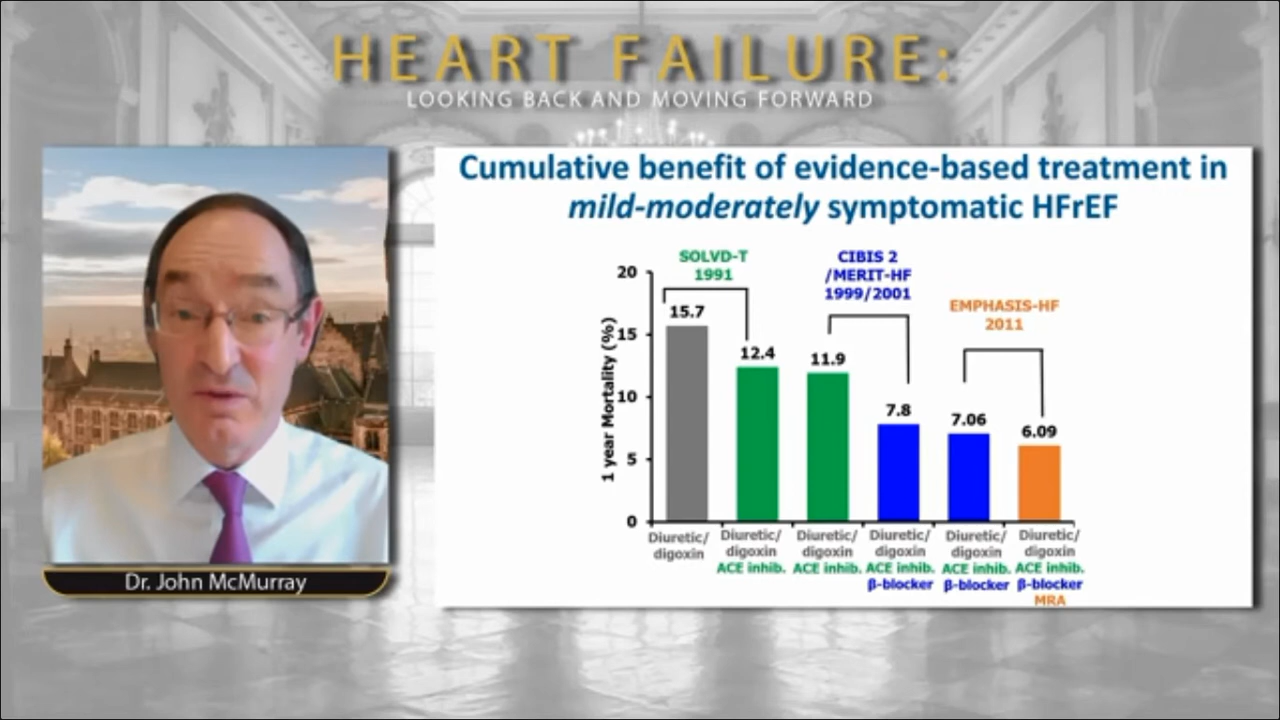 HEART FAILURE:
LOOKING BACK AND MOVING FORWARD
Dr. John McMurray
Cumulative benefit of evidence-based treatment in
mild-moderately symptomatic HFrEF
SOLVD-T
1991
CIBIS 2
/MERIT-HF
1999/2001
EMPHASIS-HF
2011
1 year Mortality (%)
20
15
10
5
0
15.7
12.4
11.9
7.8
7.06
6.09
Diuretic/
digoxin
Diuretic/
digoxin
ACE inhib.
Diuretic/
digoxin
ACE inhib.
Diuretic/
digoxin
ACE inhib.
β-blocker
Diuretic/
digoxin
ACE inhib.
β-blocker
Diuretic/
digoxin
ACE inhib.
β-blocker
MRA